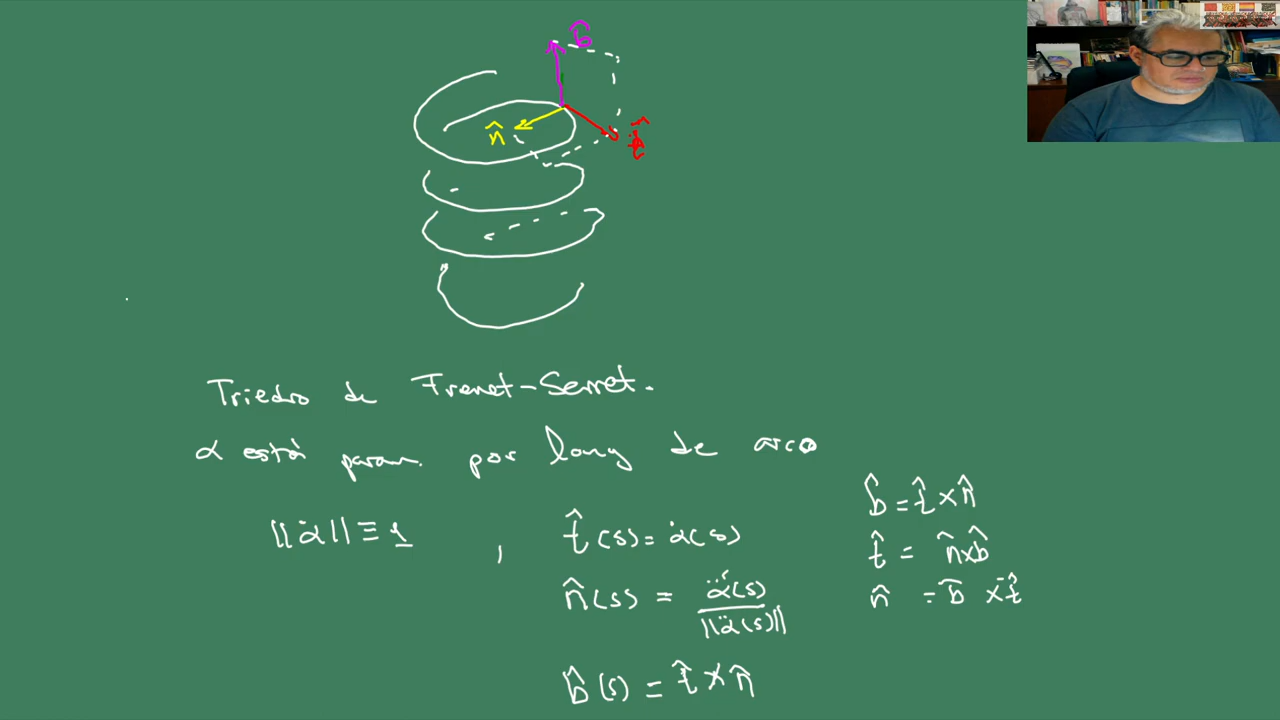 b̂
n̂
t̂
Triedro de Frenet-Serret.
α está param. por long de arco
b̂ = t̂ × n̂
||α̇|| ≡ 1 , t̂(s) = α̇(s)
t̂ = n̂ × b̂
n̂(s) = α̈(s) / ||α̈(s)||
n̂ = b̂ × t̂
b̂(s) = t̂ × n̂